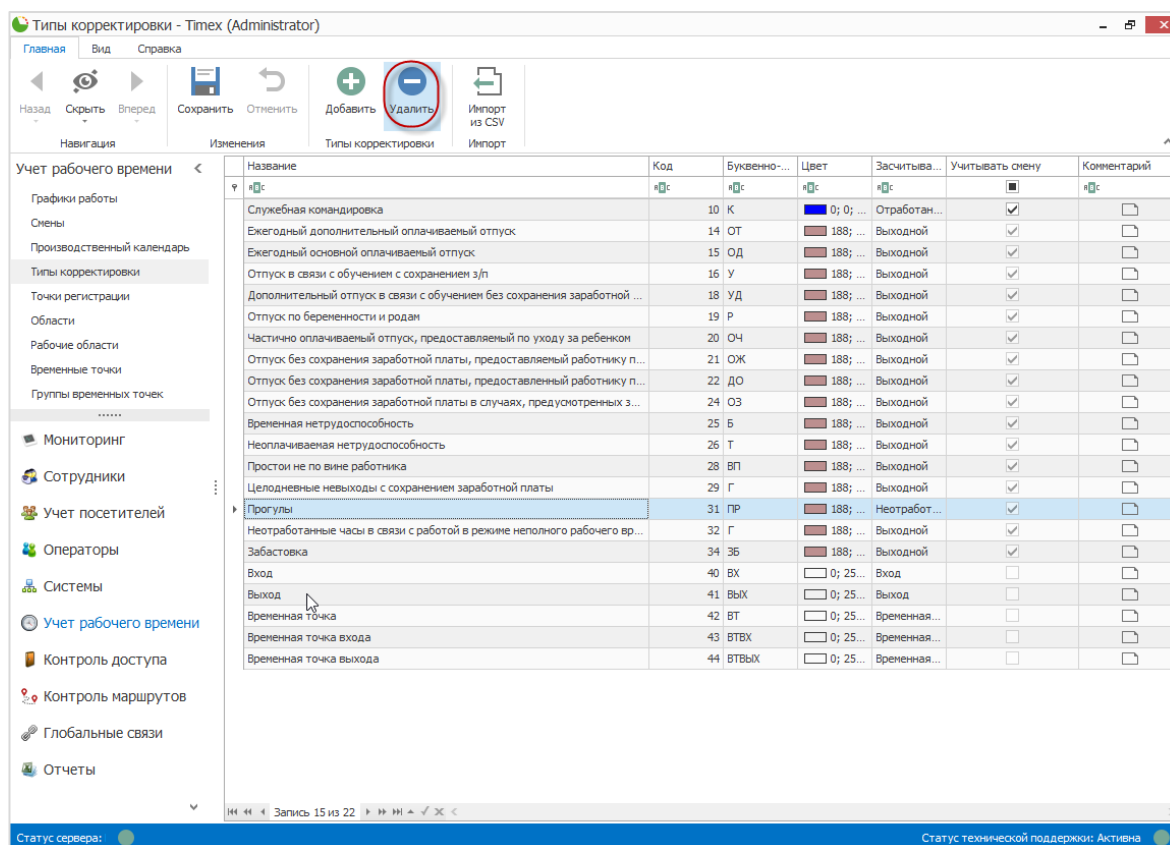 Типы корректировки - Timex (Administrator)
Главная Вид Справка
Назад Скрыть Вперед Сохранить Отменить Добавить Удалить Импорт из CSV
Навигация Изменения Типы корректировки Импорт
Учет рабочего времени
Графики работы
Смены
Производственный календарь
Типы корректировки
Точки регистрации
Области
Рабочие области
Временные точки
Группы временных точек
Мониторинг
Сотрудники
Учет посетителей
Операторы
Системы
Учет рабочего времени
Контроль доступа
Контроль маршрутов
Глобальные связи
Отчеты
Название Код Буквенно-... Цвет Засчитыва... Учитывать смену Комментарий
Служебная командировка 10 К 0; 0; ... Отработан...
Ежегодный дополнительный оплачиваемый отпуск 14 ОТ 188; ... Выходной
Ежегодный основной оплачиваемый отпуск 15 ОД 188; ... Выходной
Отпуск в связи с обучением с сохранением з/п 16 У 188; ... Выходной
Дополнительный отпуск в связи с обучением без сохранения заработной ... 18 УД 188; ... Выходной
Отпуск по беременности и родам 19 Р 188; ... Выходной
Частично оплачиваемый отпуск, предоставляемый по уходу за ребенком 20 ОЧ 188; ... Выходной
Отпуск без сохранения заработной платы, предоставляемый работнику п... 21 ОЖ 188; ... Выходной
Отпуск без сохранения заработной платы, предоставленный работнику п... 22 ДО 188; ... Выходной
Отпуск без сохранения заработной платы в случаях, предусмотренных з... 24 ОЗ 188; ... Выходной
Временная нетрудоспособность 25 Б 188; ... Выходной
Неоплачиваемая нетрудоспособность 26 Т 188; ... Выходной
Простои не по вине работника 28 ВП 188; ... Выходной
Целодневные невыходы с сохранением заработной платы 29 Г 188; ... Выходной
Прогулы 31 ПР 188; ... Неотработ...
Неотработанные часы в связи с работой в режиме неполного рабочего вр... 32 Г 188; ... Выходной
Забастовка 34 ЗБ 188; ... Выходной
Вход 40 ВХ 0; 25... Вход
Выход 41 ВЫХ 0; 25... Выход
Временная точка 42 ВТ 0; 25... Временная...
Временная точка входа 43 ВТВХ 0; 25... Временная...
Временная точка выхода 44 ВТВЫХ 0; 25... Временная...
Запись 15 из 22
Статус сервера: Статус технической поддержки: Активна